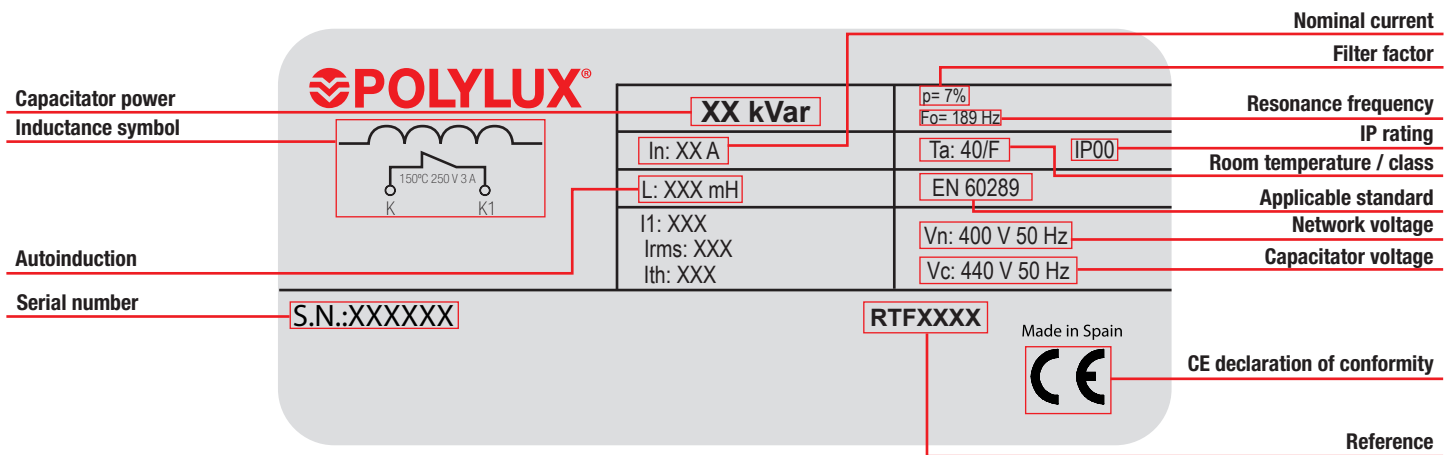 Nominal current
Filter factor
Capacitator power
Inductance symbol
Resonance frequency
IP rating
Room temperature / class
Applicable standard
Network voltage
Capacitator voltage
Autoinduction
Serial number
CE declaration of conformity
Reference
POLYLUX®
150ºC 250 V 3 A
K K1
XX kVar
p= 7%
Fo= 189 Hz
In: XX A
Ta: 40/F IP00
L: XXX mH
EN 60289
I1: XXX
Irms: XXX
Ith: XXX
Vn: 400 V 50 Hz
Vc: 440 V 50 Hz
S.N.:XXXXXX
RTFXXXX
Made in Spain
CE